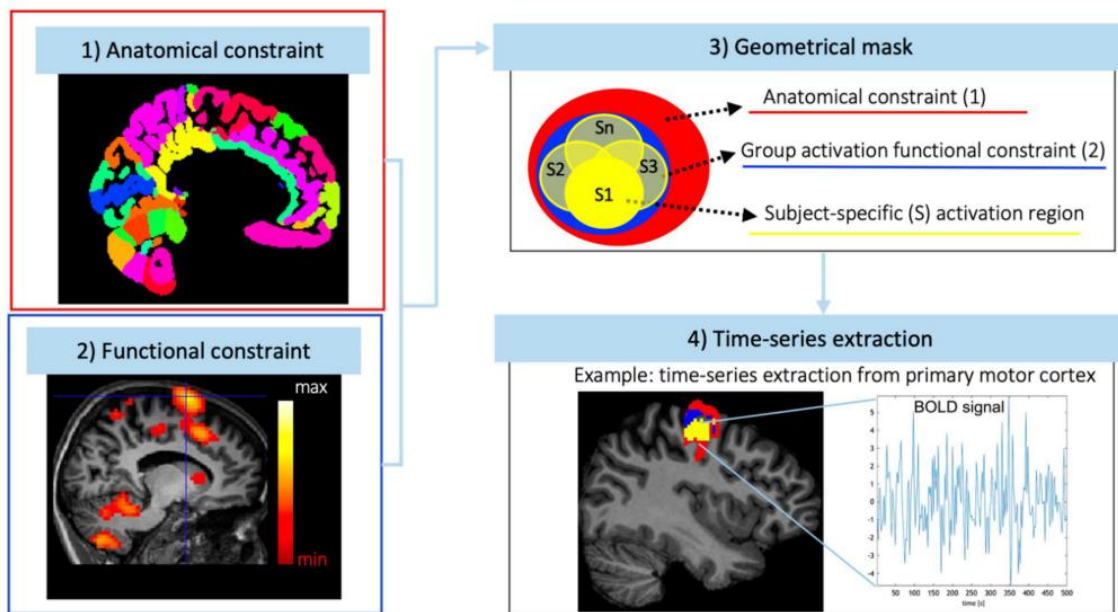 1) Anatomical constraint
2) Functional constraint
max
min
3) Geometrical mask
Sn
S2
S3
S1
Anatomical constraint (1)
Group activation functional constraint (2)
Subject-specific (S) activation region
4) Time-series extraction
Example: time-series extraction from primary motor cortex
BOLD signal
5
4
3
2
1
0
-1
-2
-3
-4
50 100 150 200 250 300 350 400 450 500
time [s]